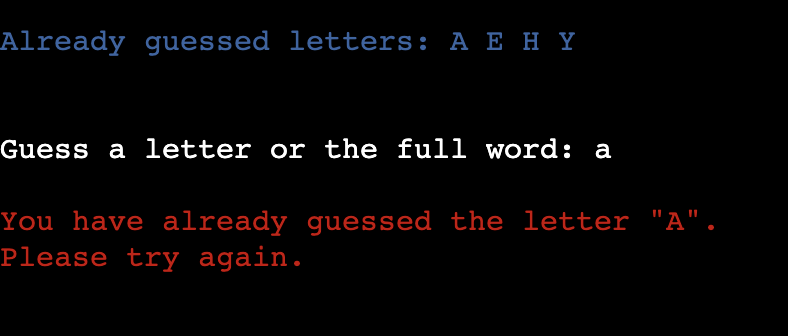 Already guessed letters: A E H Y
Guess a letter or the full word: a
You have already guessed the letter "A".
Please try again.